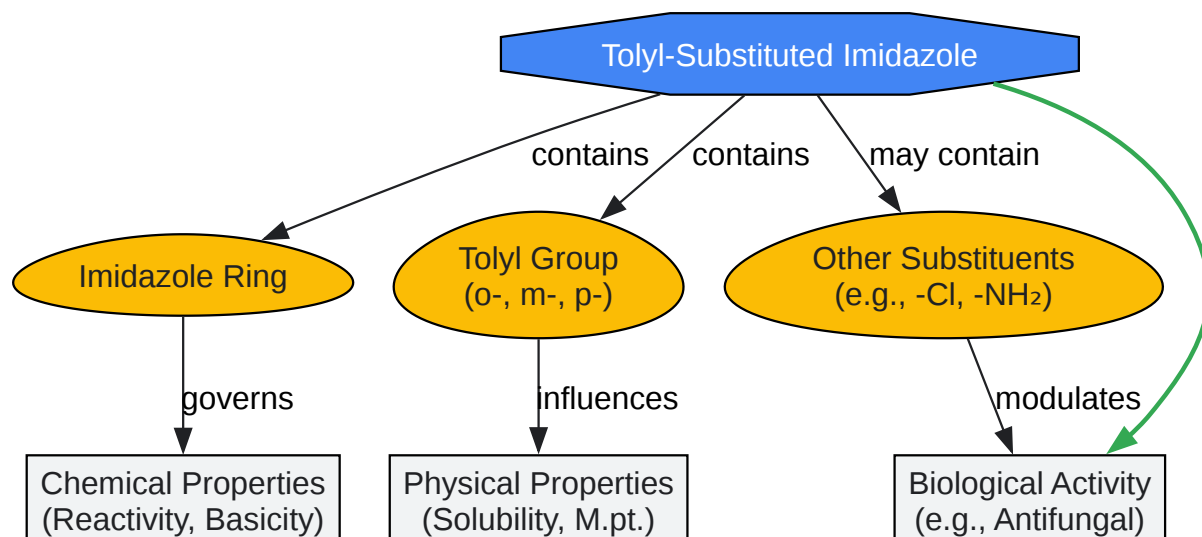 Tolyl-Substituted Imidazole
contains
contains
may contain
Imidazole Ring
Tolyl Group
(o-, m-, p-)
Other Substituents
(e.g., -Cl, -NH₂)
governs
influences
modulates
Chemical Properties
(Reactivity, Basicity)
Physical Properties
(Solubility, M.pt.)
Biological Activity
(e.g., Antifungal)